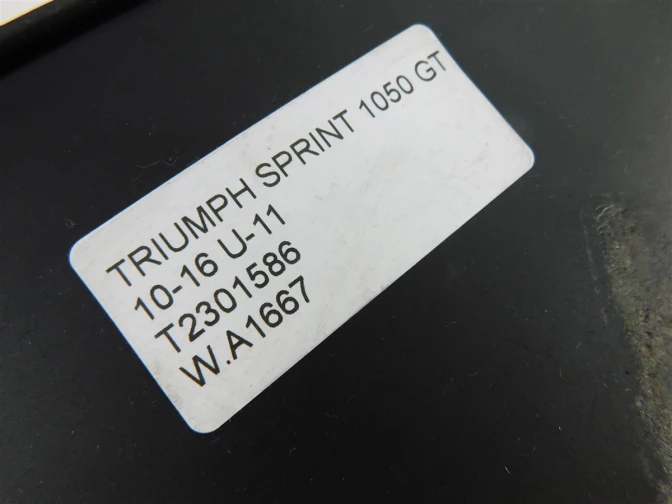 TRIUMPH SPRINT 1050 GT
10-16 U-11
T2301586
W.A1667